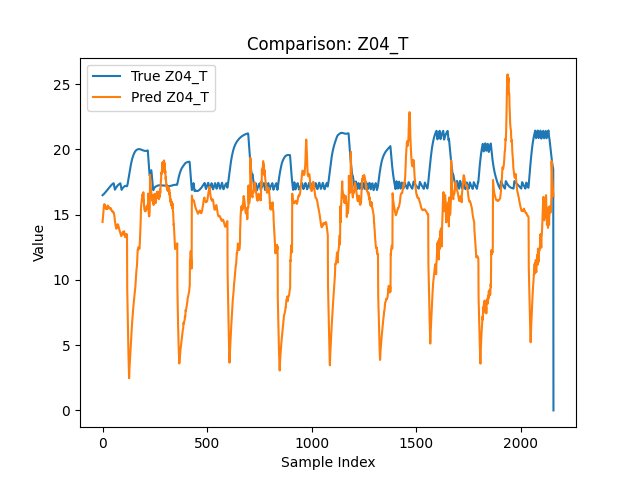 Comparison: Z04_T
True Z04_T
Pred Z04_T
Value
25
20
15
10
5
0
0 500 1000 1500 2000
Sample Index